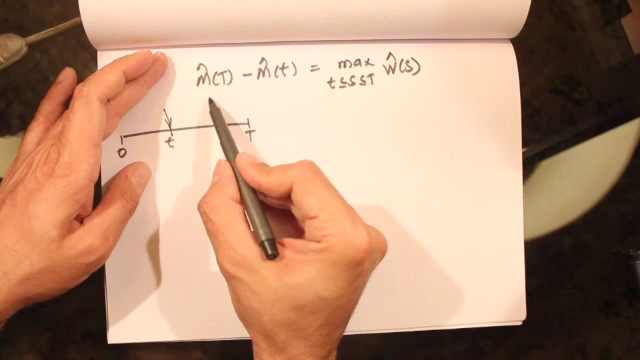 M̂(T) - M̂(t) = max Ŵ(s)
t≤s≤T
0 t T